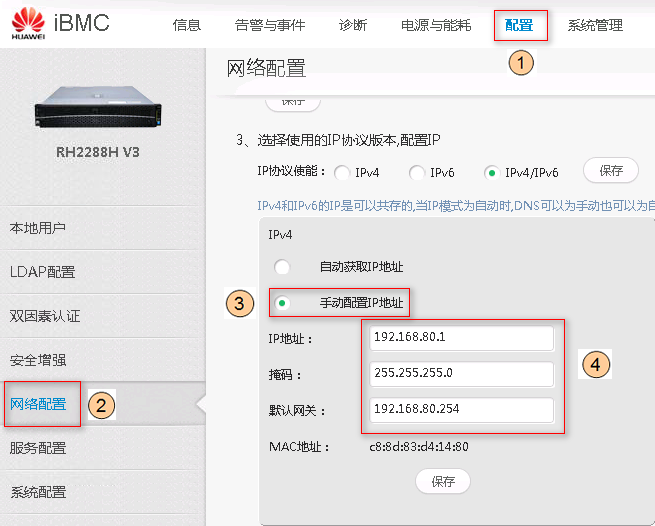 HUAWEI
iBMC
信息 告警与事件 诊断 电源与能耗 配置 系统管理
1
网络配置
保存
RH2288H V3
3、选择使用的IP协议版本,配置IP
IP协议使能： IPv4 IPv6 IPv4/IPv6 保存
IPv4和IPv6的IP是可以共存的,当IP模式为自动时,DNS可以为手动也可以为自
本地用户
LDAP配置
双因素认证
安全增强
网络配置
2
服务配置
系统配置
IPv4
自动获取IP地址
3
手动配置IP地址
IP地址： 192.168.80.1
掩码： 255.255.255.0
默认网关： 192.168.80.254
4
MAC地址： c8:8d:83:d4:14:80
保存